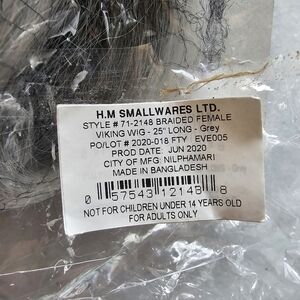 H.M SMALLWARES LTD.
STYLE # 71-2148 BRAIDED FEMALE
VIKING WIG - 25" LONG - Grey
PO/LOT # 2020-018 FTY EVE005
PROD DATE: JUN 2020
CITY OF MFG: NILPHAMARI
MADE IN BANGLADESH
0 57543 12148 8
NOT FOR CHILDREN UNDER 14 YEARS OLD
FOR ADULTS ONLY